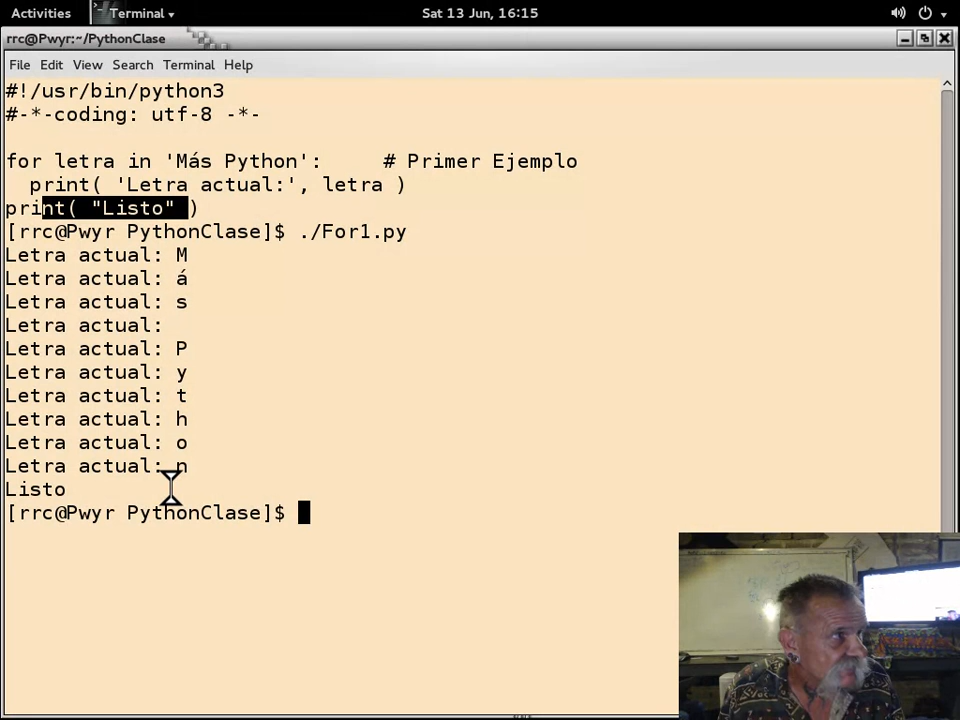 Activities Terminal Sat 13 Jun, 16:15
rrc@Pwyr:~/PythonClase
File Edit View Search Terminal Help
#!/usr/bin/python3
#-*-coding: utf-8 -*-
for letra in 'Más Python':     # Primer Ejemplo
  print( 'Letra actual:', letra )
print( "Listo" )
[rrc@Pwyr PythonClase]$ ./For1.py
Letra actual: M
Letra actual: á
Letra actual: s
Letra actual:
Letra actual: P
Letra actual: y
Letra actual: t
Letra actual: h
Letra actual: o
Letra actual: n
Listo
[rrc@Pwyr PythonClase]$